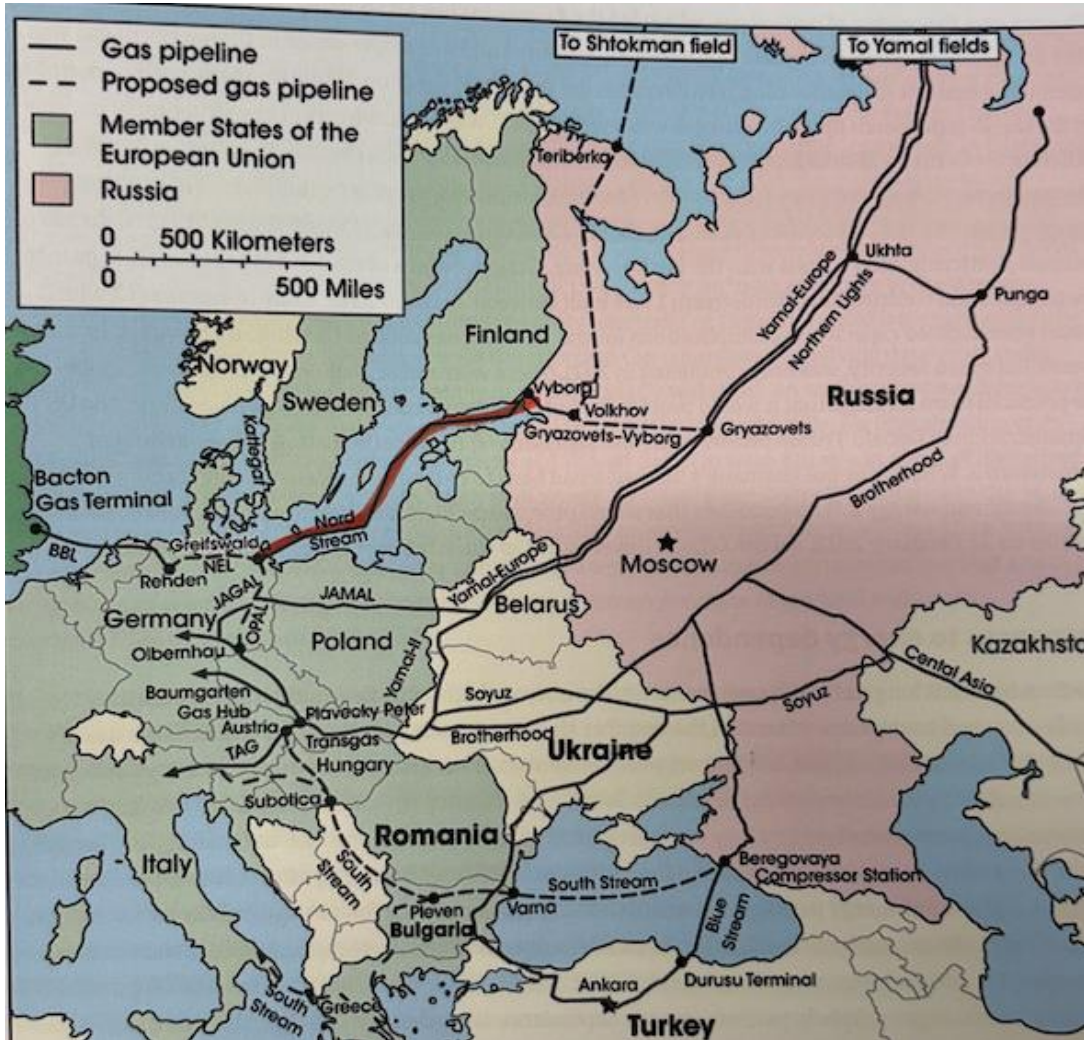 Gas pipeline
Proposed gas pipeline
Member States of the
European Union
Russia
0 500 Kilometers
0 500 Miles
To Shtokman field
To Yamal fields
Teriberka
Ukhta
Punga
Yamal-Europe
Northern Lights
Finland
Norway
Sweden
Vyborg
Volkhov
Gryazovets-Vyborg
Gryazovets
Russia
Kattegat
Brotherhood
Bacton
Gas Terminal
BBL
Nord
Stream
Greifswald
NEL
Rehden
Moscow
Yamal-Europe
JAGAL
JAMAL
Belarus
Germany
OPAL
Poland
Olbernhau
Yamal-II
Kazakhsta
Cental Asia
Soyuz
Soyuz
Baumgarten
Gas Hub
Austria
Plavecky Peter
Transgas
Brotherhood
Ukraine
TAG
Hungary
Subotica
Romania
Italy
South
Stream
South Stream
Beregovaya
Compressor Station
Pleven
Varna
Bulgaria
Blue
Stream
Ankara
Durusu Terminal
South
Stream
Greece
Turkey